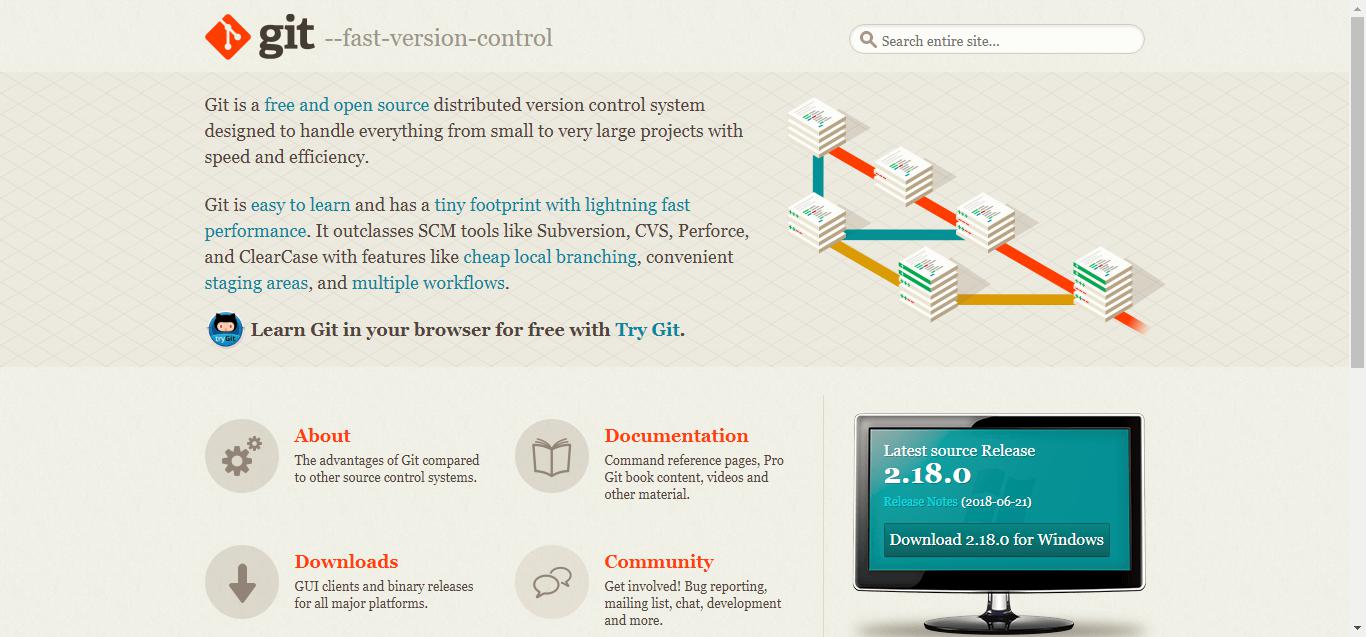 git --fast-version-control
Search entire site...
Git is a free and open source distributed version control system
designed to handle everything from small to very large projects with
speed and efficiency.
Git is easy to learn and has a tiny footprint with lightning fast
performance. It outclasses SCM tools like Subversion, CVS, Perforce,
and ClearCase with features like cheap local branching, convenient
staging areas, and multiple workflows.
tryGit
Learn Git in your browser for free with Try Git.
About
The advantages of Git compared
to other source control systems.
Documentation
Command reference pages, Pro
Git book content, videos and
other material.
Downloads
GUI clients and binary releases
for all major platforms.
Community
Get involved! Bug reporting,
mailing list, chat, development
and more.
Latest source Release
2.18.0
Release Notes (2018-06-21)
Download 2.18.0 for Windows